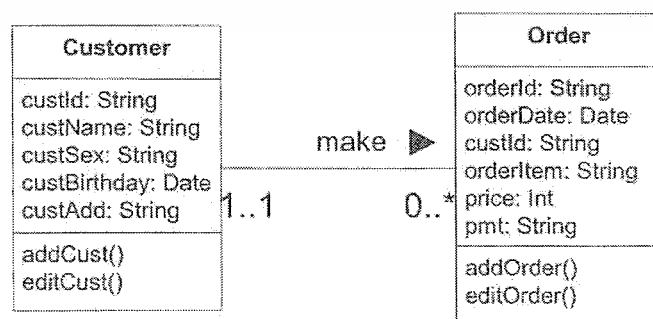 Customer
custId: String
custName: String
custSex: String
custBirthday: Date
custAdd: String
addCust()
editCust()
make
1..1
0..*
Order
orderId: String
orderDate: Date
custId: String
orderItem: String
price: Int
pmt: String
addOrder()
editOrder()